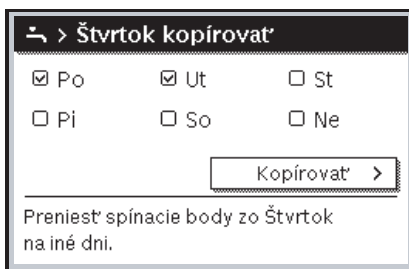 > Štvrtok kopírovať
Po Ut St
Pi So Ne
Kopírovať >
Preniesť spínacie body zo Štvrtok
na iné dni.